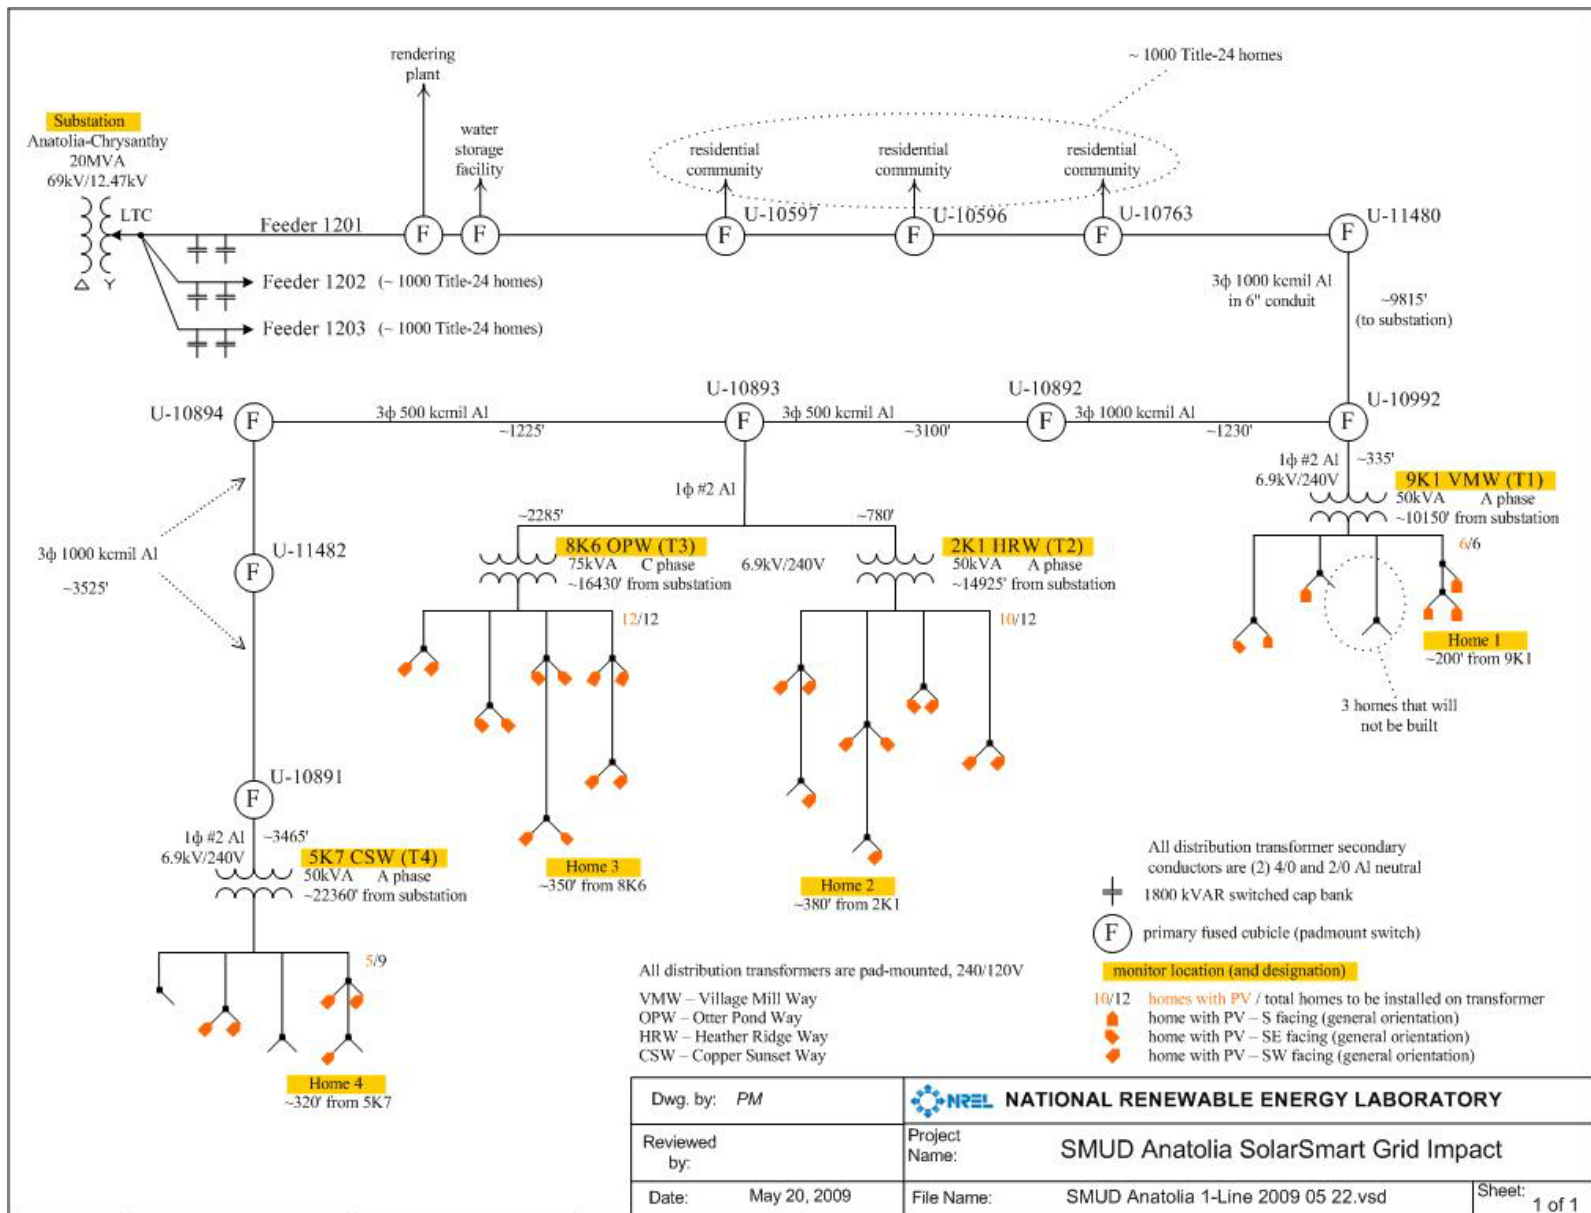 rendering
plant
~ 1000 Title-24 homes
Substation
Anatolia-Chrysanthy
20MVA
69kV/12.47kV
water
storage
facility
residential
community
residential
community
residential
community
LTC
Feeder 1201
F
F
U-10597
F
U-10596
F
U-10763
F
U-11480
F
Δ Y
Feeder 1202 (~ 1000 Title-24 homes)
Feeder 1203 (~ 1000 Title-24 homes)
3ϕ 1000 kcmil Al
in 6" conduit
~9815'
(to substation)
U-10894
F
3ϕ 500 kcmil Al
~1225'
U-10893
F
3ϕ 500 kcmil Al
~3100'
U-10892
F
3ϕ 1000 kcmil Al
~1230'
U-10992
F
1ϕ #2 Al
~335'
6.9kV/240V
9K1 VMW (T1)
50kVA A phase
~10150' from substation
6/6
Home 1
~200' from 9K1
3 homes that will
not be built
1ϕ #2 Al
~2285'
~780'
8K6 OPW (T3)
75kVA C phase
~16430' from substation
12/12
6.9kV/240V
2K1 HRW (T2)
50kVA A phase
~14925' from substation
10/12
Home 3
~350' from 8K6
Home 2
~380' from 2K1
3ϕ 1000 kcmil Al
~3525'
U-11482
F
U-10891
F
1ϕ #2 Al
~3465'
6.9kV/240V
5K7 CSW (T4)
50kVA A phase
~22360' from substation
5/9
Home 4
~320' from 5K7
All distribution transformer secondary
conductors are (2) 4/0 and 2/0 Al neutral
1800 kVAR switched cap bank
F primary fused cubicle (padmount switch)
monitor location (and designation)
10/12 homes with PV / total homes to be installed on transformer
home with PV – S facing (general orientation)
home with PV – SE facing (general orientation)
home with PV – SW facing (general orientation)
All distribution transformers are pad-mounted, 240/120V
VMW – Village Mill Way
OPW – Otter Pond Way
HRW – Heather Ridge Way
CSW – Copper Sunset Way
Dwg. by: PM
NREL NATIONAL RENEWABLE ENERGY LABORATORY
Reviewed
by:
Project
Name:
SMUD Anatolia SolarSmart Grid Impact
Date: May 20, 2009
File Name: SMUD Anatolia 1-Line 2009 05 22.vsd
Sheet:
1 of 1